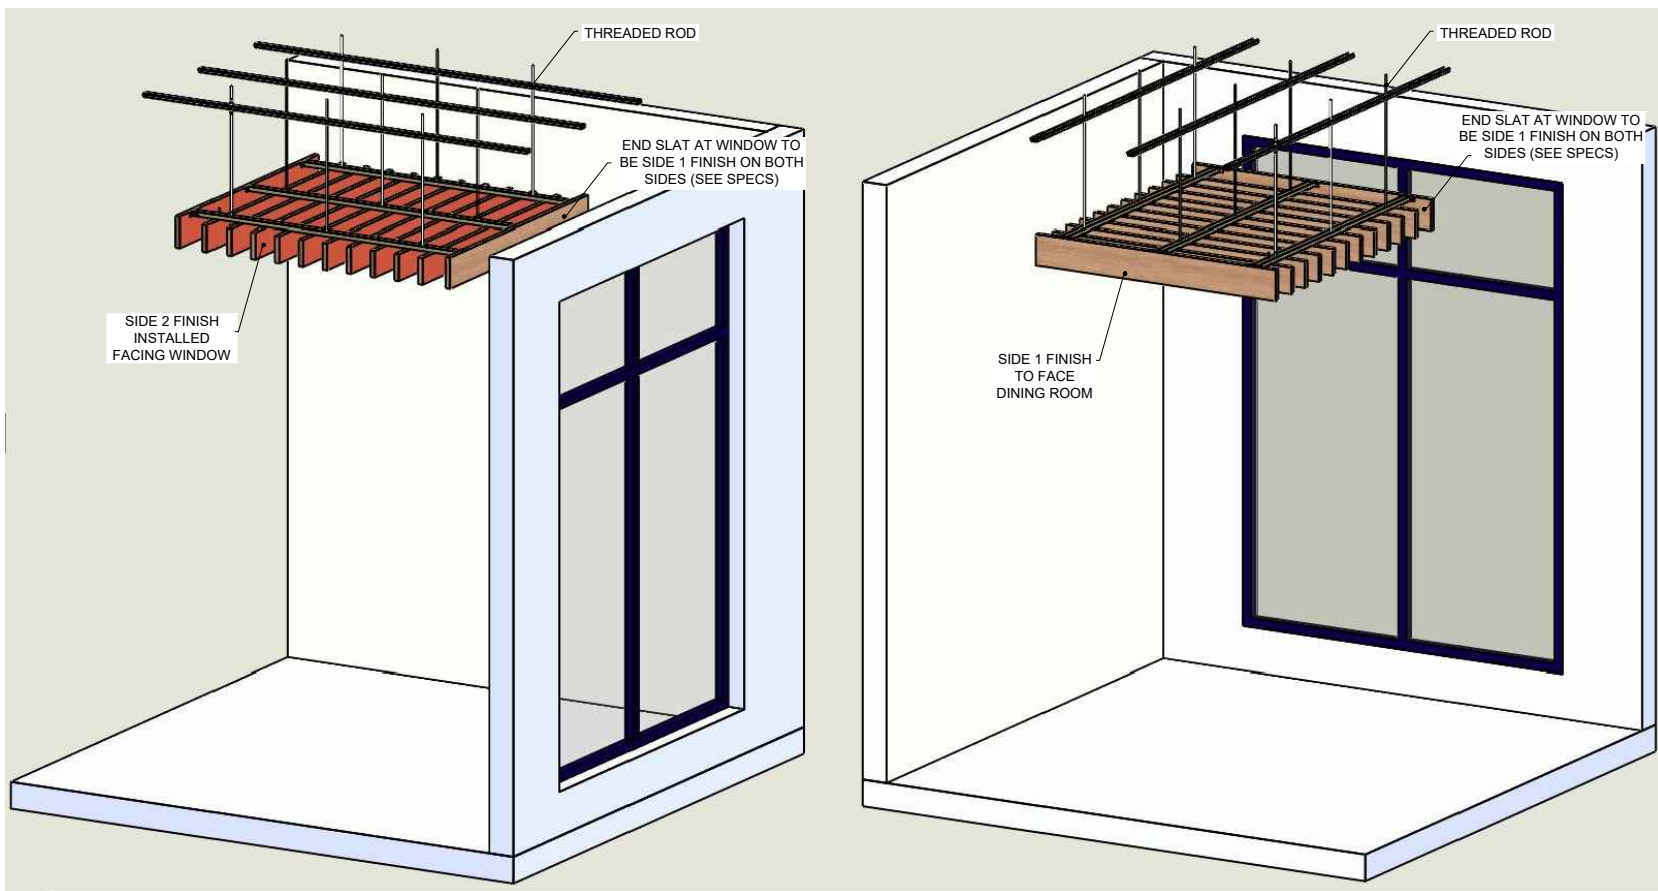 THREADED ROD
END SLAT AT WINDOW TO
BE SIDE 1 FINISH ON BOTH
SIDES (SEE SPECS)
SIDE 2 FINISH
INSTALLED
FACING WINDOW
THREADED ROD
END SLAT AT WINDOW TO
BE SIDE 1 FINISH ON BOTH
SIDES (SEE SPECS)
SIDE 1 FINISH
TO FACE
DINING ROOM